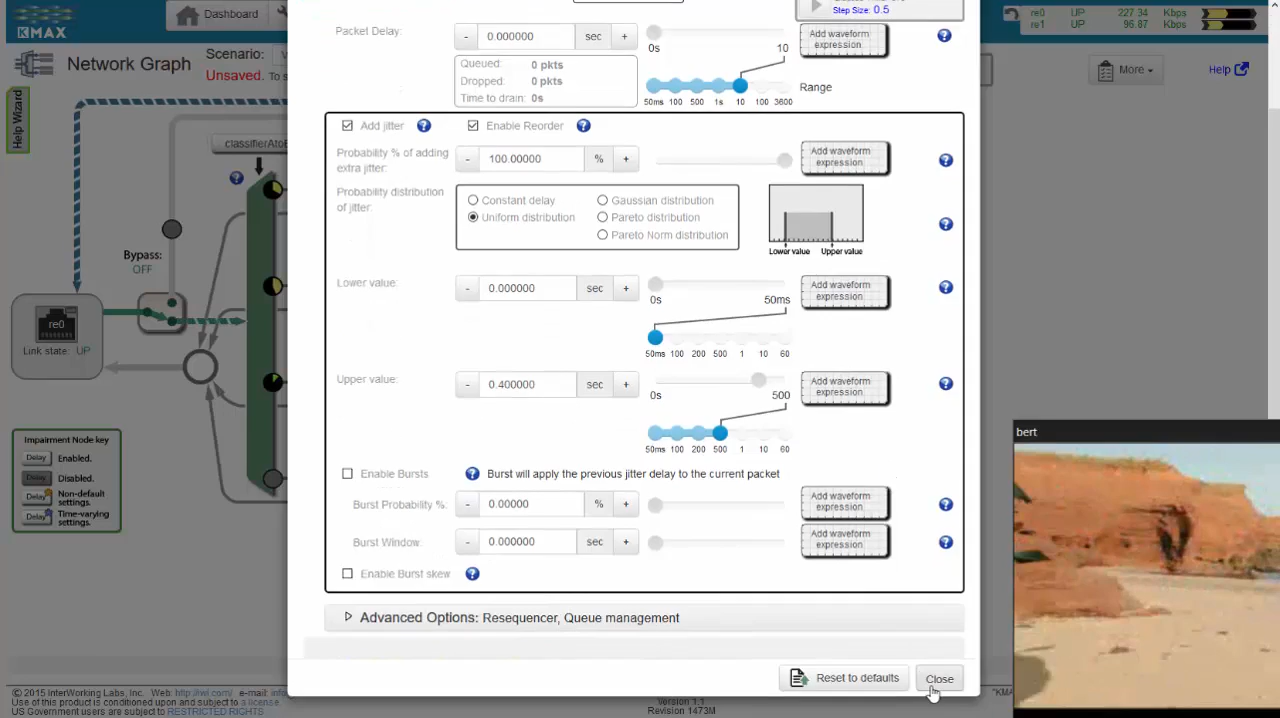 KMAX
Dashboard
Step Size: 0.5
re0 UP 227.34 Kbps
re1 UP 96.87 Kbps
Network Graph
Scenario:
Unsaved. To s
More
Help
Help Wizard
Packet Delay:
- 0.000000 sec +
0s 10
Add waveform expression
Queued: 0 pkts
Dropped: 0 pkts
Time to drain: 0s
50ms 100 500 1s 10 100 3600
Range
Add jitter
Enable Reorder
Probability % of adding extra jitter:
- 100.00000 % +
Add waveform expression
Probability distribution of jitter:
Constant delay
Gaussian distribution
Uniform distribution
Pareto distribution
Pareto Norm distribution
Lower value Upper value
Lower value:
- 0.000000 sec +
0s 50ms
Add waveform expression
50ms 100 200 500 1 10 60
Upper value:
- 0.400000 sec +
0s 500
Add waveform expression
50ms 100 200 500 1 10 60
Enable Bursts
Burst will apply the previous jitter delay to the current packet
Burst Probability %:
- 0.00000 % +
Add waveform expression
Burst Window:
- 0.000000 sec +
Add waveform expression
Enable Burst skew
Advanced Options: Resequencer, Queue management
Reset to defaults
Close
classifierAtoB
Bypass:
OFF
re0
Link state: UP
Impairment Node key
Delay Enabled.
Delay Disabled.
Delay Non-default settings.
Delay Time-varying settings.
bert
© 2015 InterWorking Labs, Inc. Web: http://iwl.com/ e-mail: info
Use of this product is conditioned upon and subject to a license.
US Government users are subject to RESTRICTED RIGHTS
Version 1.1
Revision 1473M
"KMA